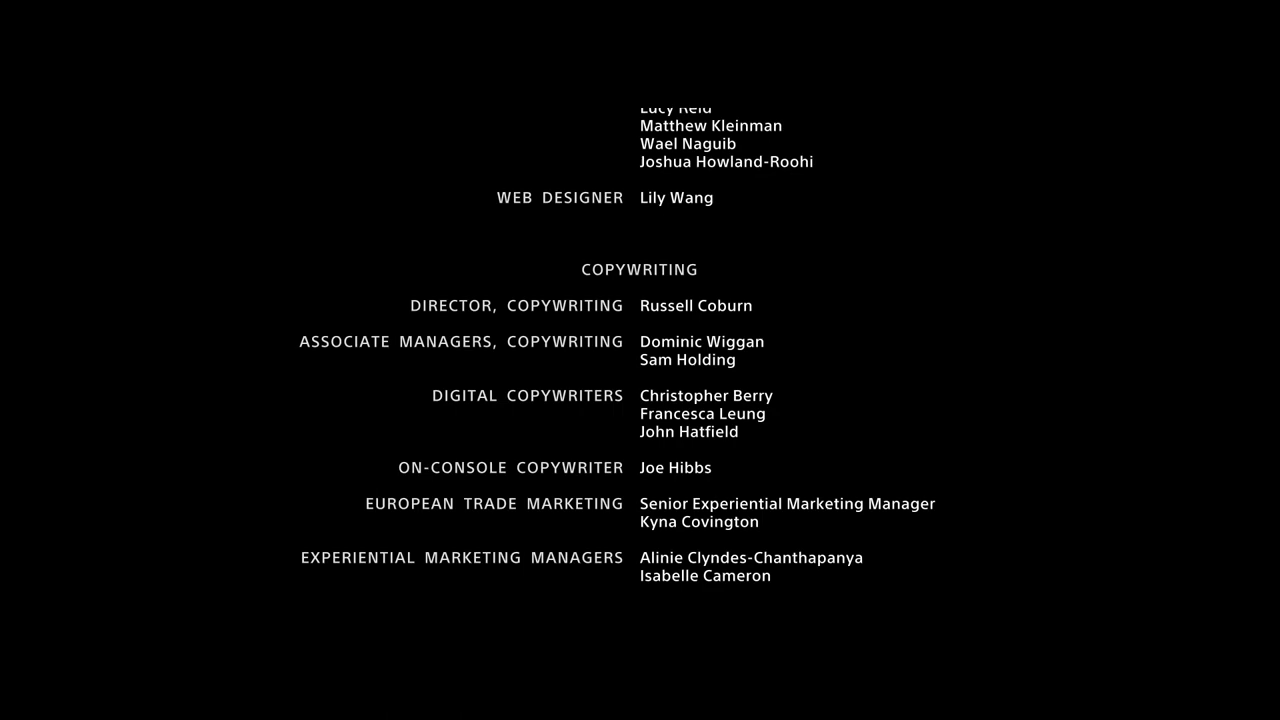 Lucy Reid
Matthew Kleinman
Wael Naguib
Joshua Howland-Roohi
WEB DESIGNER Lily Wang
COPYWRITING
DIRECTOR, COPYWRITING Russell Coburn
ASSOCIATE MANAGERS, COPYWRITING Dominic Wiggan
Sam Holding
DIGITAL COPYWRITERS Christopher Berry
Francesca Leung
John Hatfield
ON-CONSOLE COPYWRITER Joe Hibbs
EUROPEAN TRADE MARKETING Senior Experiential Marketing Manager
Kyna Covington
EXPERIENTIAL MARKETING MANAGERS Alinie Clyndes-Chanthapanya
Isabelle Cameron